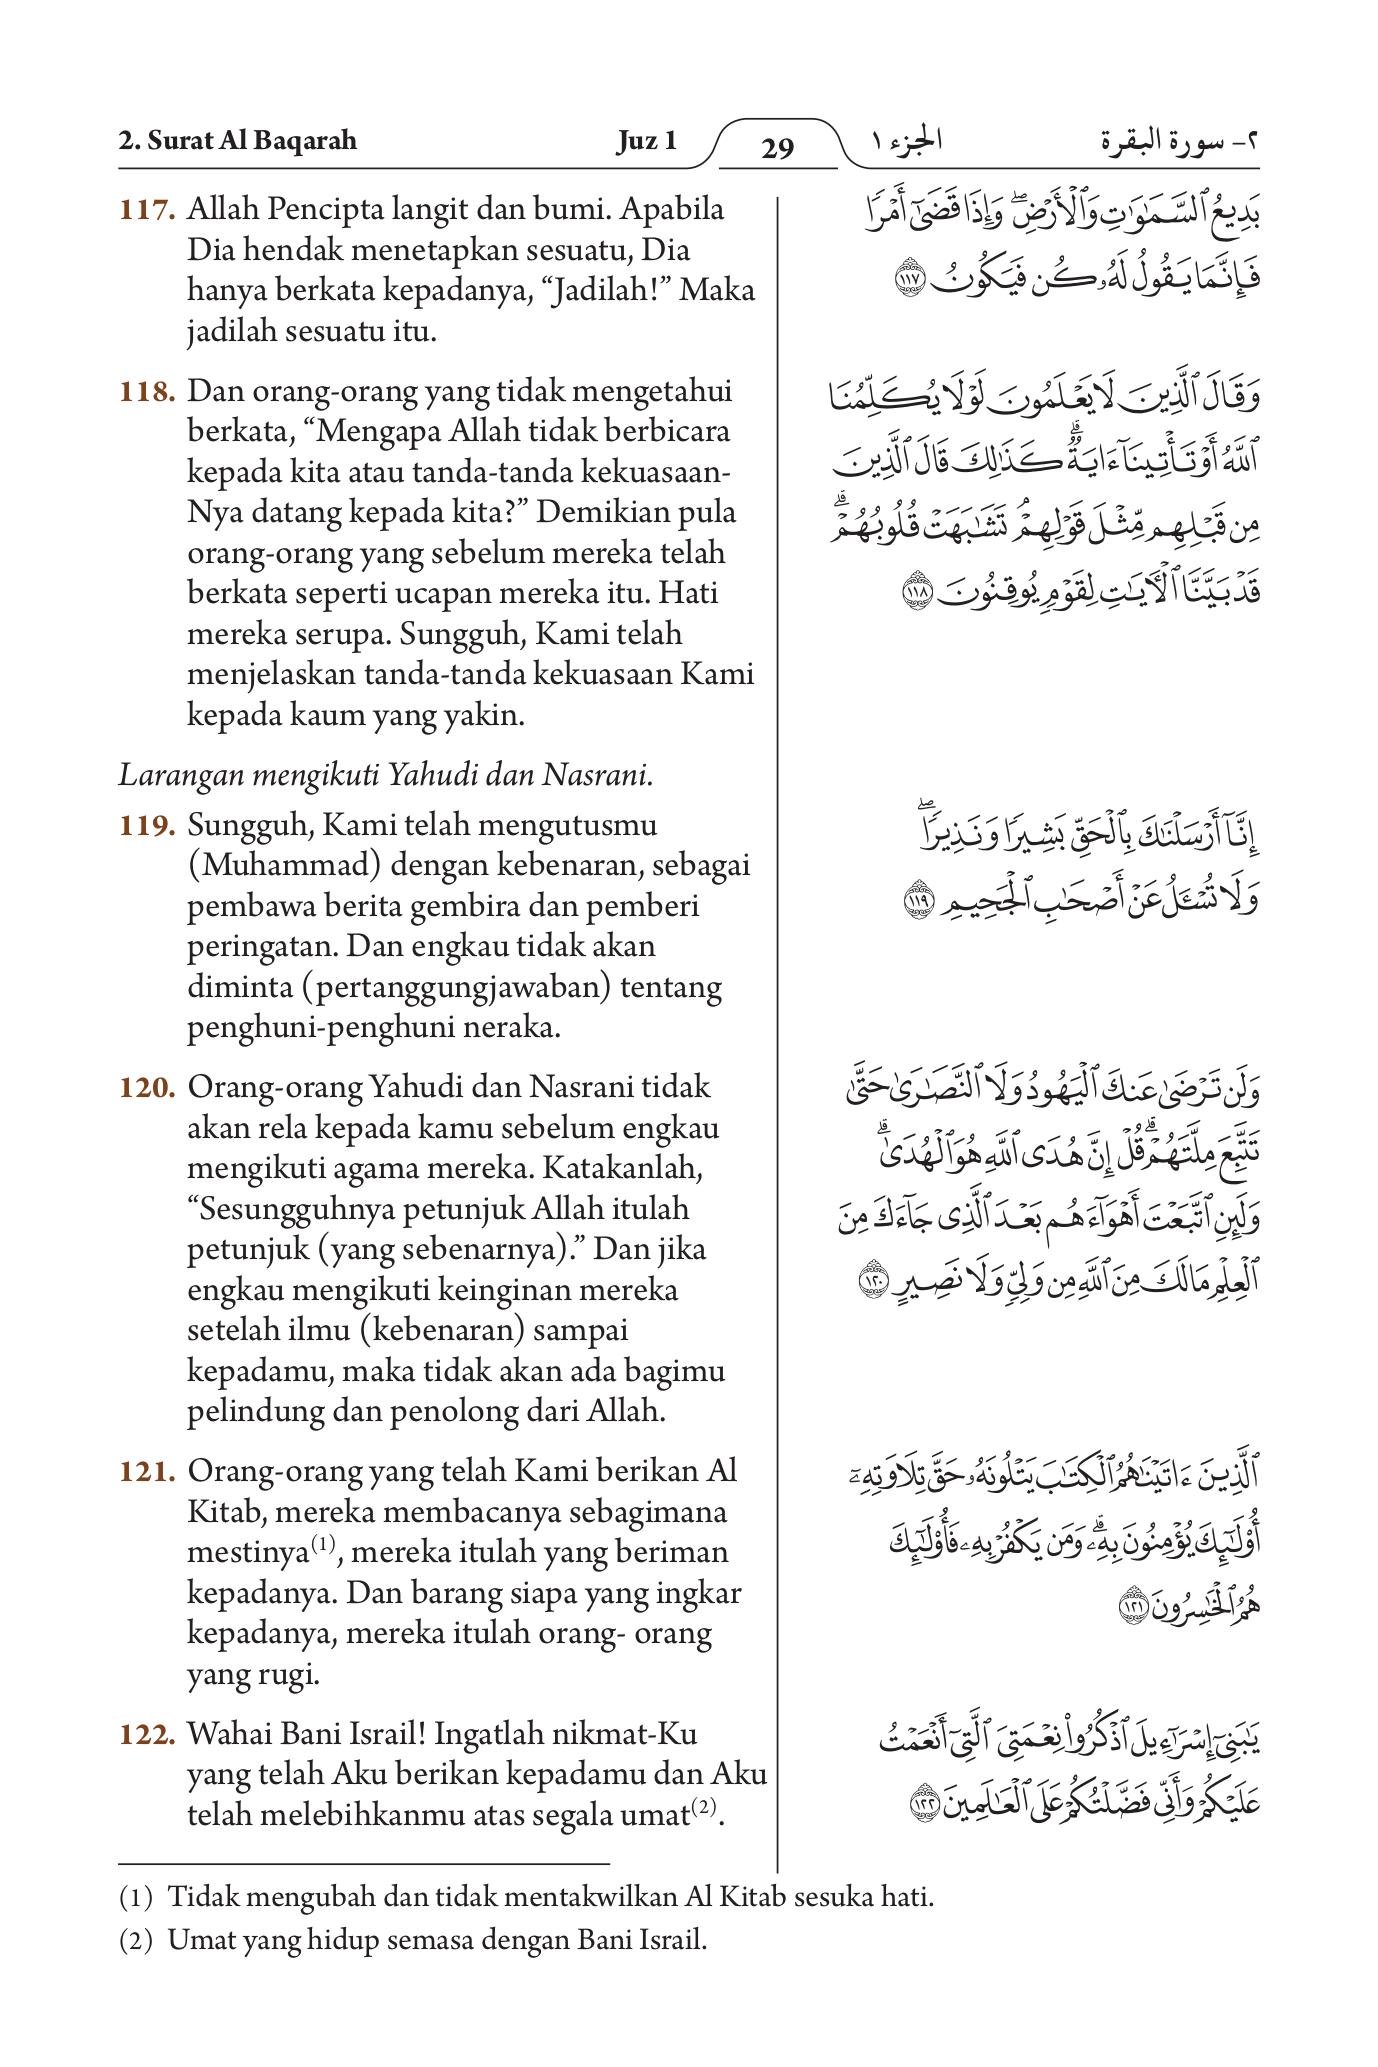 2. Surat Al Baqarah
Juz 1
29
الجزء ١
٢- سورة البقرة
117. Allah Pencipta langit dan bumi. Apabila
Dia hendak menetapkan sesuatu, Dia
hanya berkata kepadanya, “Jadilah!” Maka
jadilah sesuatu itu.
118. Dan orang-orang yang tidak mengetahui
berkata, “Mengapa Allah tidak berbicara
kepada kita atau tanda-tanda kekuasaan-
Nya datang kepada kita?” Demikian pula
orang-orang yang sebelum mereka telah
berkata seperti ucapan mereka itu. Hati
mereka serupa. Sungguh, Kami telah
menjelaskan tanda-tanda kekuasaan Kami
kepada kaum yang yakin.
Larangan mengikuti Yahudi dan Nasrani.
119. Sungguh, Kami telah mengutusmu
(Muhammad) dengan kebenaran, sebagai
pembawa berita gembira dan pemberi
peringatan. Dan engkau tidak akan
diminta (pertanggungjawaban) tentang
penghuni-penghuni neraka.
120. Orang-orang Yahudi dan Nasrani tidak
akan rela kepada kamu sebelum engkau
mengikuti agama mereka. Katakanlah,
“Sesungguhnya petunjuk Allah itulah
petunjuk (yang sebenarnya).” Dan jika
engkau mengikuti keinginan mereka
setelah ilmu (kebenaran) sampai
kepadamu, maka tidak akan ada bagimu
pelindung dan penolong dari Allah.
121. Orang-orang yang telah Kami berikan Al
Kitab, mereka membacanya sebagimana
mestinya(1), mereka itulah yang beriman
kepadanya. Dan barang siapa yang ingkar
kepadanya, mereka itulah orang- orang
yang rugi.
122. Wahai Bani Israil! Ingatlah nikmat-Ku
yang telah Aku berikan kepadamu dan Aku
telah melebihkanmu atas segala umat(2).
بَدِيعُ ٱلسَّمَٰوَٰتِ وَٱلْأَرْضِۖ وَإِذَا قَضَىٰٓ أَمْرًا
فَإِنَّمَا يَقُولُ لَهُۥ كُن فَيَكُونُ ١١٧
وَقَالَ ٱلَّذِينَ لَا يَعْلَمُونَ لَوْلَا يُكَلِّمُنَا
ٱللَّهُ أَوْ تَأْتِينَآ ءَايَةٌۗ كَذَٰلِكَ قَالَ ٱلَّذِينَ
مِن قَبْلِهِم مِّثْلَ قَوْلِهِمْۘ تَشَٰبَهَتْ قُلُوبُهُمْۗ
قَدْ بَيَّنَّا ٱلْأٓيَٰتِ لِقَوْمٍ يُوقِنُونَ ١١٨
إِنَّآ أَرْسَلْنَٰكَ بِٱلْحَقِّ بَشِيرًا وَنَذِيرًاۖ
وَلَا تُسْـَٔلُ عَنْ أَصْحَٰبِ ٱلْجَحِيمِ ١١٩
وَلَن تَرْضَىٰ عَنكَ ٱلْيَهُودُ وَلَا ٱلنَّصَٰرَىٰ حَتَّىٰ
تَتَّبِعَ مِلَّتَهُمْۗ قُلْ إِنَّ هُدَى ٱللَّهِ هُوَ ٱلْهُدَىٰۗ
وَلَئِنِ ٱتَّبَعْتَ أَهْوَآءَهُم بَعْدَ ٱلَّذِى جَآءَكَ مِنَ
ٱلْعِلْمِ مَا لَكَ مِنَ ٱللَّهِ مِن وَلِىٍّ وَلَا نَصِيرٍ ١٢٠
ٱلَّذِينَ ءَاتَيْنَٰهُمُ ٱلْكِتَٰبَ يَتْلُونَهُۥ حَقَّ تِلَاوَتِهِۦٓ
أُو۟لَٰٓئِكَ يُؤْمِنُونَ بِهِۦۗ وَمَن يَكْفُرْ بِهِۦ فَأُو۟لَٰٓئِكَ
هُمُ ٱلْخَٰسِرُونَ ١٢١
يَٰبَنِىٓ إِسْرَٰٓءِيلَ ٱذْكُرُوا۟ نِعْمَتِىَ ٱلَّتِىٓ أَنْعَمْتُ
عَلَيْكُمْ وَأَنِّى فَضَّلْتُكُمْ عَلَى ٱلْعَٰلَمِينَ ١٢٢
(1) Tidak mengubah dan tidak mentakwilkan Al Kitab sesuka hati.
(2) Umat yang hidup semasa dengan Bani Israil.